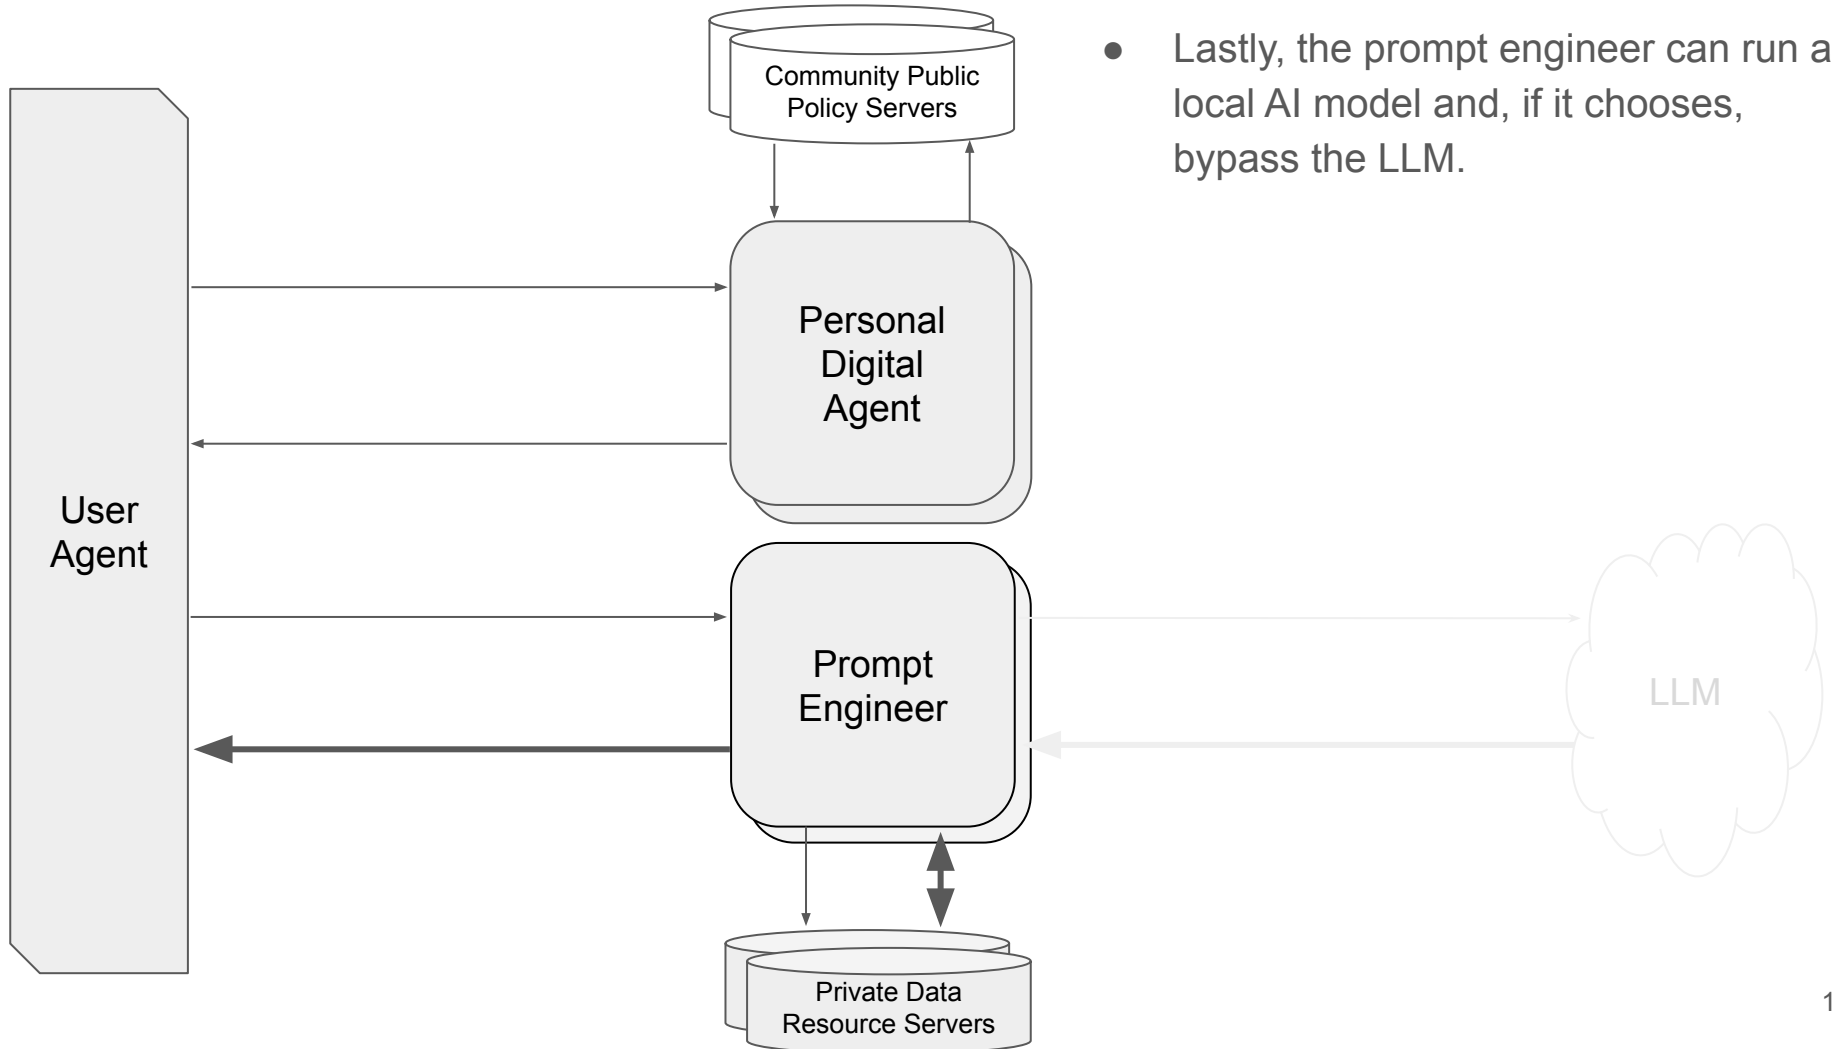 Community Public
Policy Servers
● Lastly, the prompt engineer can run a
local AI model and, if it chooses,
bypass the LLM.
Personal
Digital
Agent
User
Agent
Prompt
Engineer
LLM
Private Data
Resource Servers
1